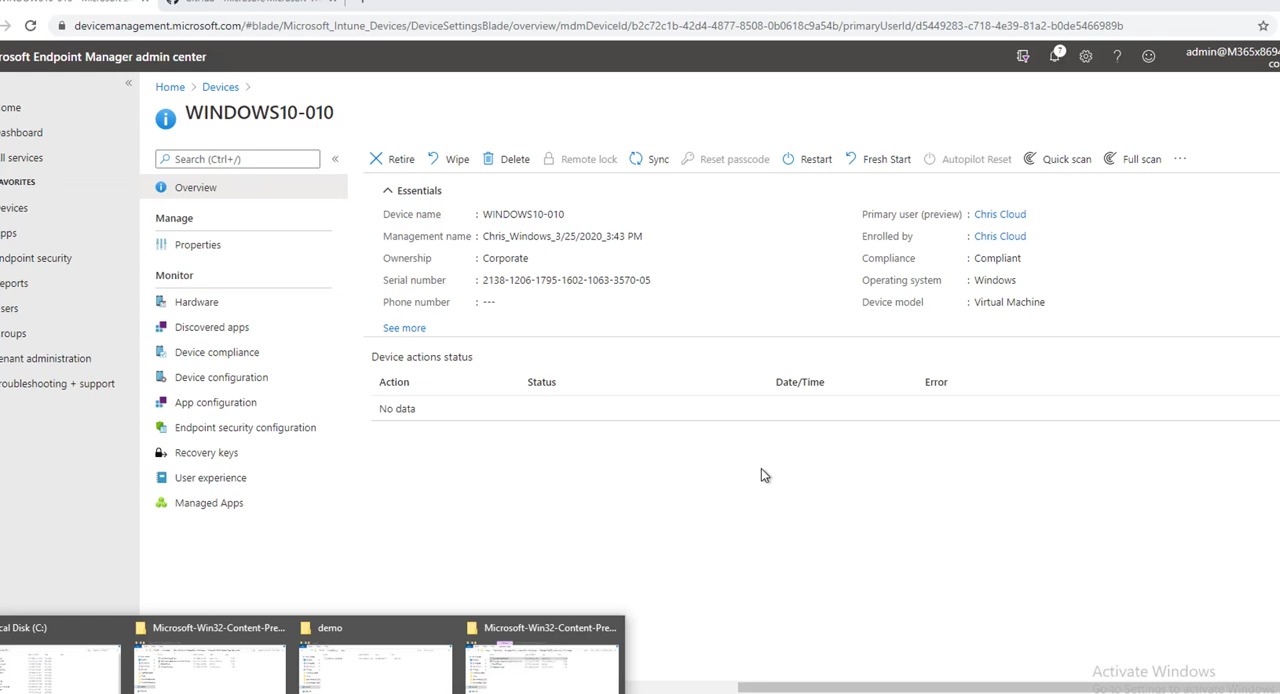 devicemanagement.microsoft.com/#blade/Microsoft_Intune_Devices/DeviceSettingsBlade/overview/mdmDeviceId/b2c72c1b-42d4-4877-8508-0b0618c9a54b/primaryUserId/d5449283-c718-4e39-81a2-b0de5466989b
rosoft Endpoint Manager admin center
?
admin@M365x8694
co
«
Home > Devices >
WINDOWS10-010
ome
ashboard
ll services
AVORITES
evices
pps
ndpoint security
eports
sers
roups
enant administration
roubleshooting + support
Search (Ctrl+/)
«
Overview
Manage
Properties
Monitor
Hardware
Discovered apps
Device compliance
Device configuration
App configuration
Endpoint security configuration
Recovery keys
User experience
Managed Apps
Retire Wipe Delete Remote lock Sync Reset passcode Restart Fresh Start Autopilot Reset Quick scan Full scan ...
Essentials
Device name : WINDOWS10-010
Management name : Chris_Windows_3/25/2020_3:43 PM
Ownership : Corporate
Serial number : 2138-1206-1795-1602-1063-3570-05
Phone number : ---
See more
Primary user (preview) : Chris Cloud
Enrolled by : Chris Cloud
Compliance : Compliant
Operating system : Windows
Device model : Virtual Machine
Device actions status
Action Status Date/Time Error
No data
cal Disk (C:)
Microsoft-Win32-Content-Pre...
demo
Microsoft-Win32-Content-Pre...
Activate Windows